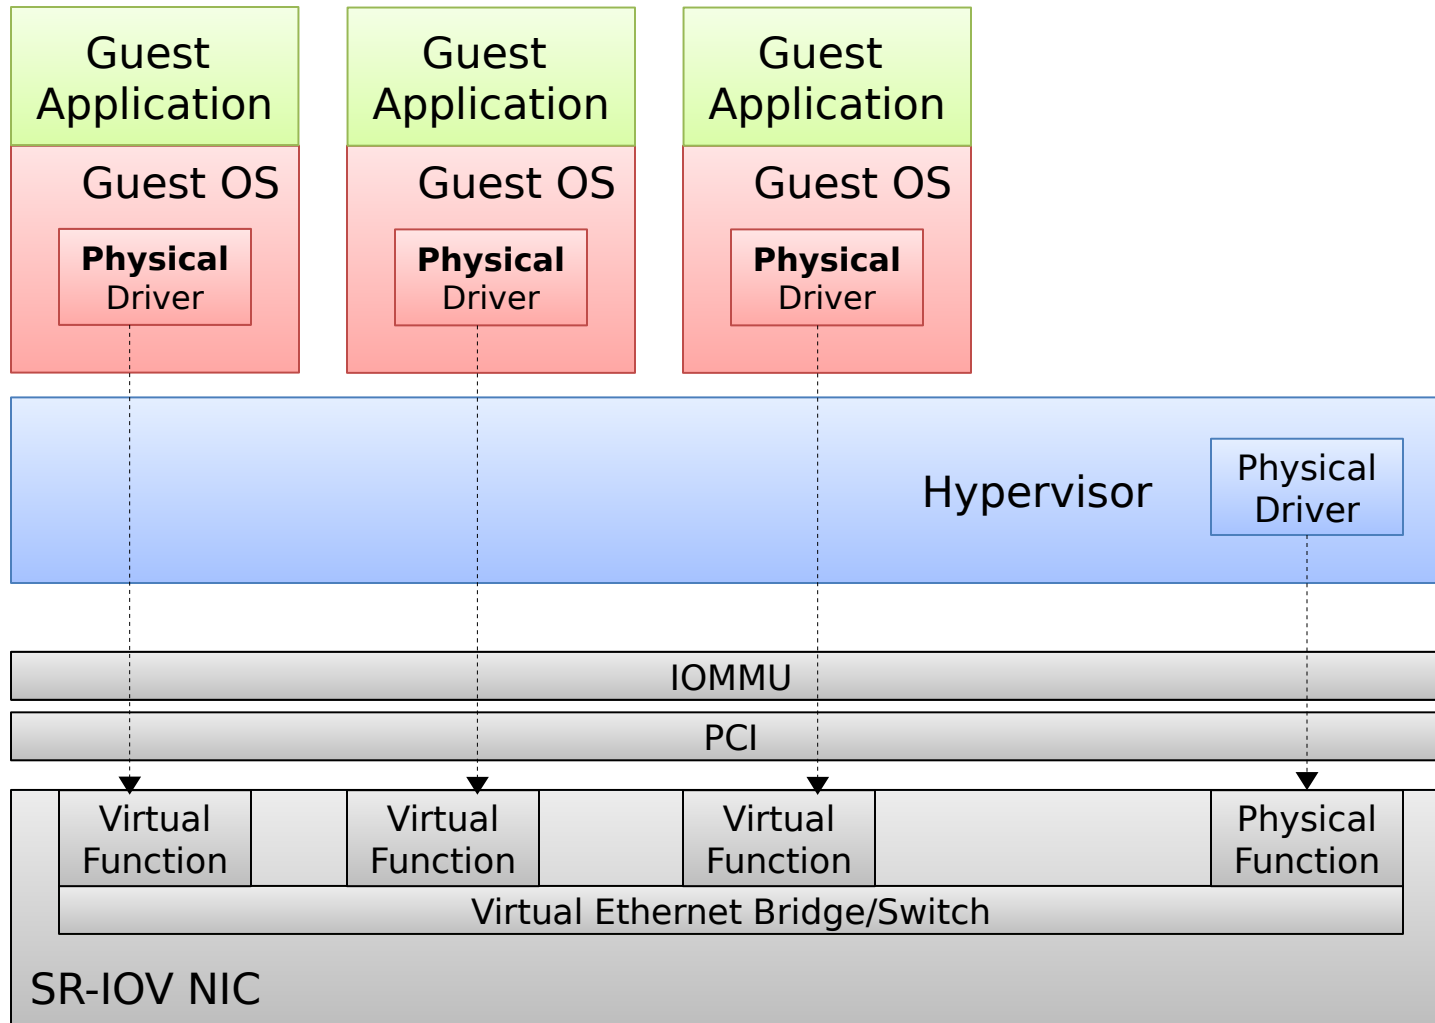 Guest
Application
Guest
Application
Guest
Application
Guest OS
Guest OS
Guest OS
Physical
Driver
Physical
Driver
Physical
Driver
Hypervisor
Physical
Driver
IOMMU
PCI
Virtual
Function
Virtual
Function
Virtual
Function
Physical
Function
Virtual Ethernet Bridge/Switch
SR-IOV NIC